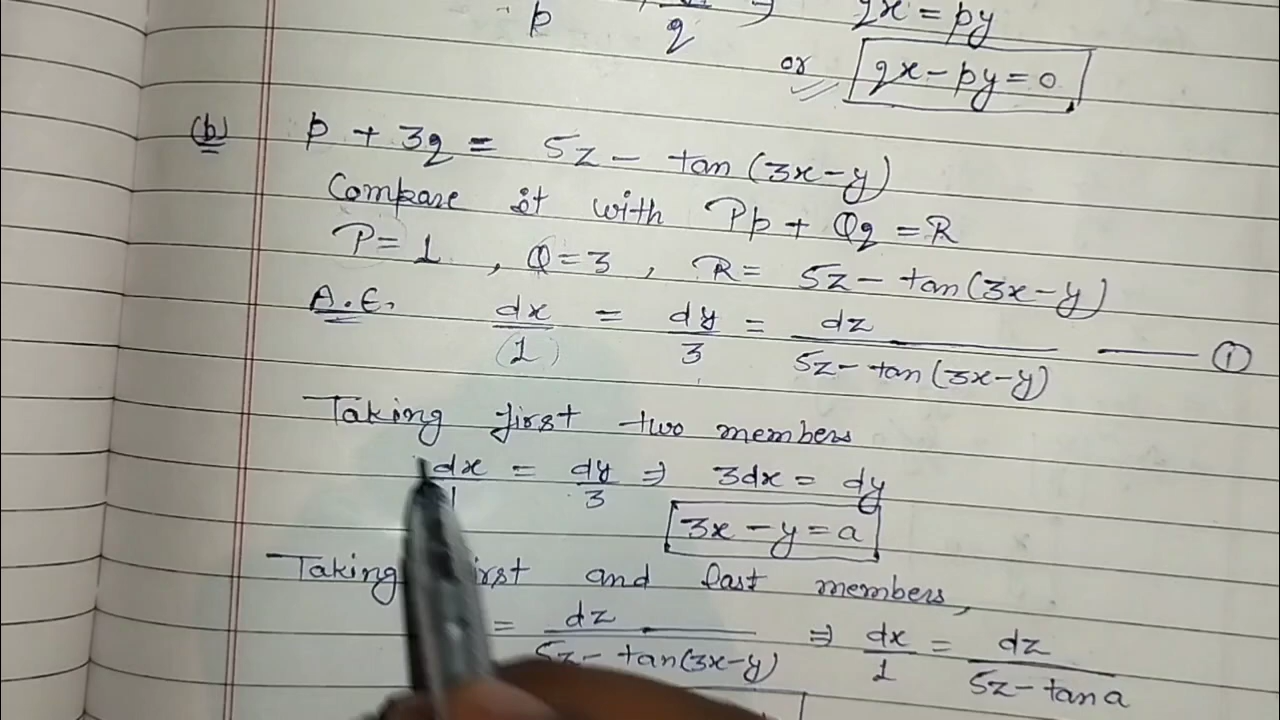 p q ⇒ qx = py
or qx - py = 0
(b) p + 3q = 5z - tan(3x-y)
Compare it with Pp + Qq = R
P = 1, Q = 3, R = 5z - tan(3x-y)
A.E. dx/(1) = dy/3 = dz/5z - tan(3x-y) —— ①
Taking first two members
dx/1 = dy/3 ⇒ 3dx = dy
3x - y = a
Taking and last members,
= dz/5z - tan(3x-y) ⇒ dx/1 = dz/5z - tan a